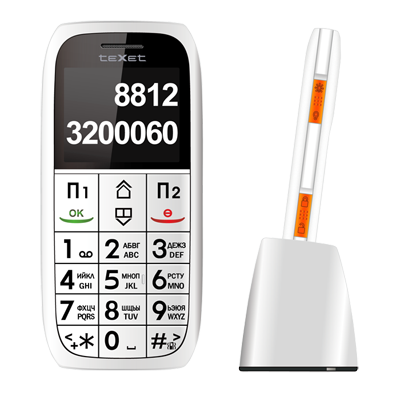 teXet
8812
3200060
П1 П2
OK
1 2 АБВГ ABC 3 ДЕЖЗ DEF
4 ИЙКЛ GHI 5 МНОП JKL 6 РСТУ MNO
7 ФХЦЧ PQRS 8 ШЩЪЫ TUV 9 ЬЭЮЯ WXYZ
<+* 0 #>